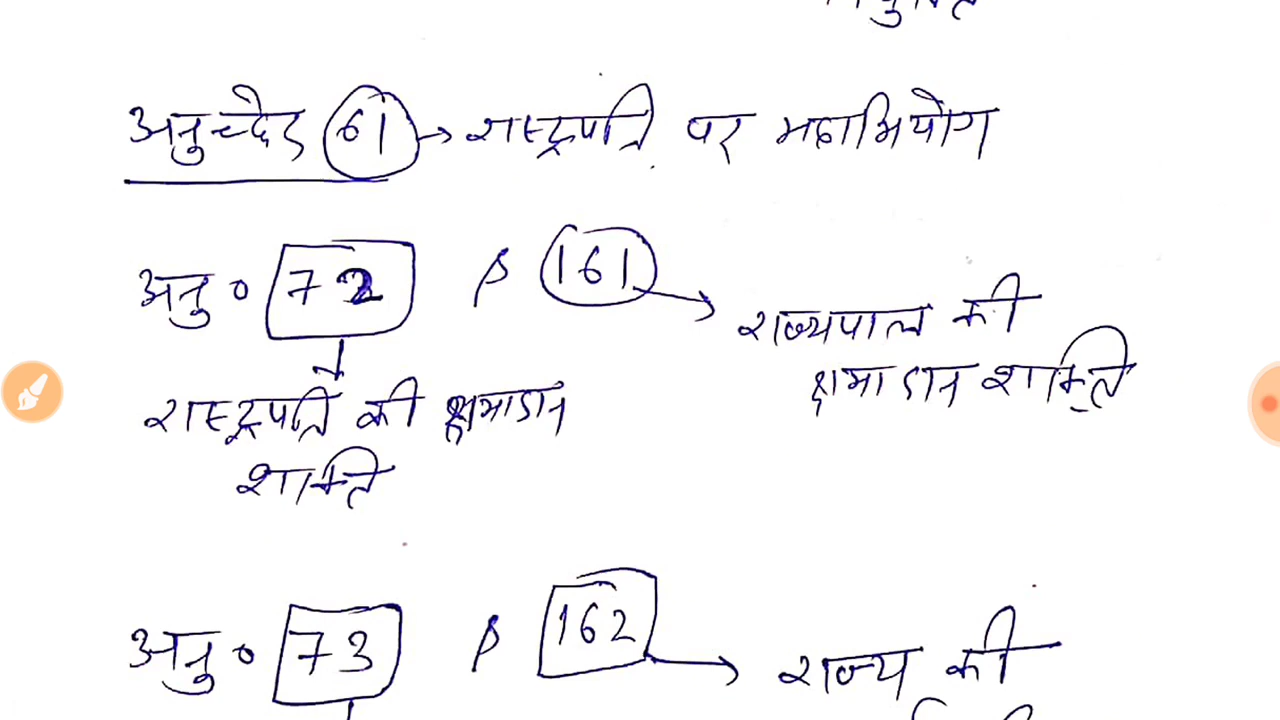 अनुच्छेद 61 → राष्ट्रपति पर महाभियोग
अनु० 72 β 161 → राज्यपाल की
क्षमादान शक्ति
राष्ट्रपति की क्षमादान
शक्ति
अनु० 73 β 162 → राज्य की